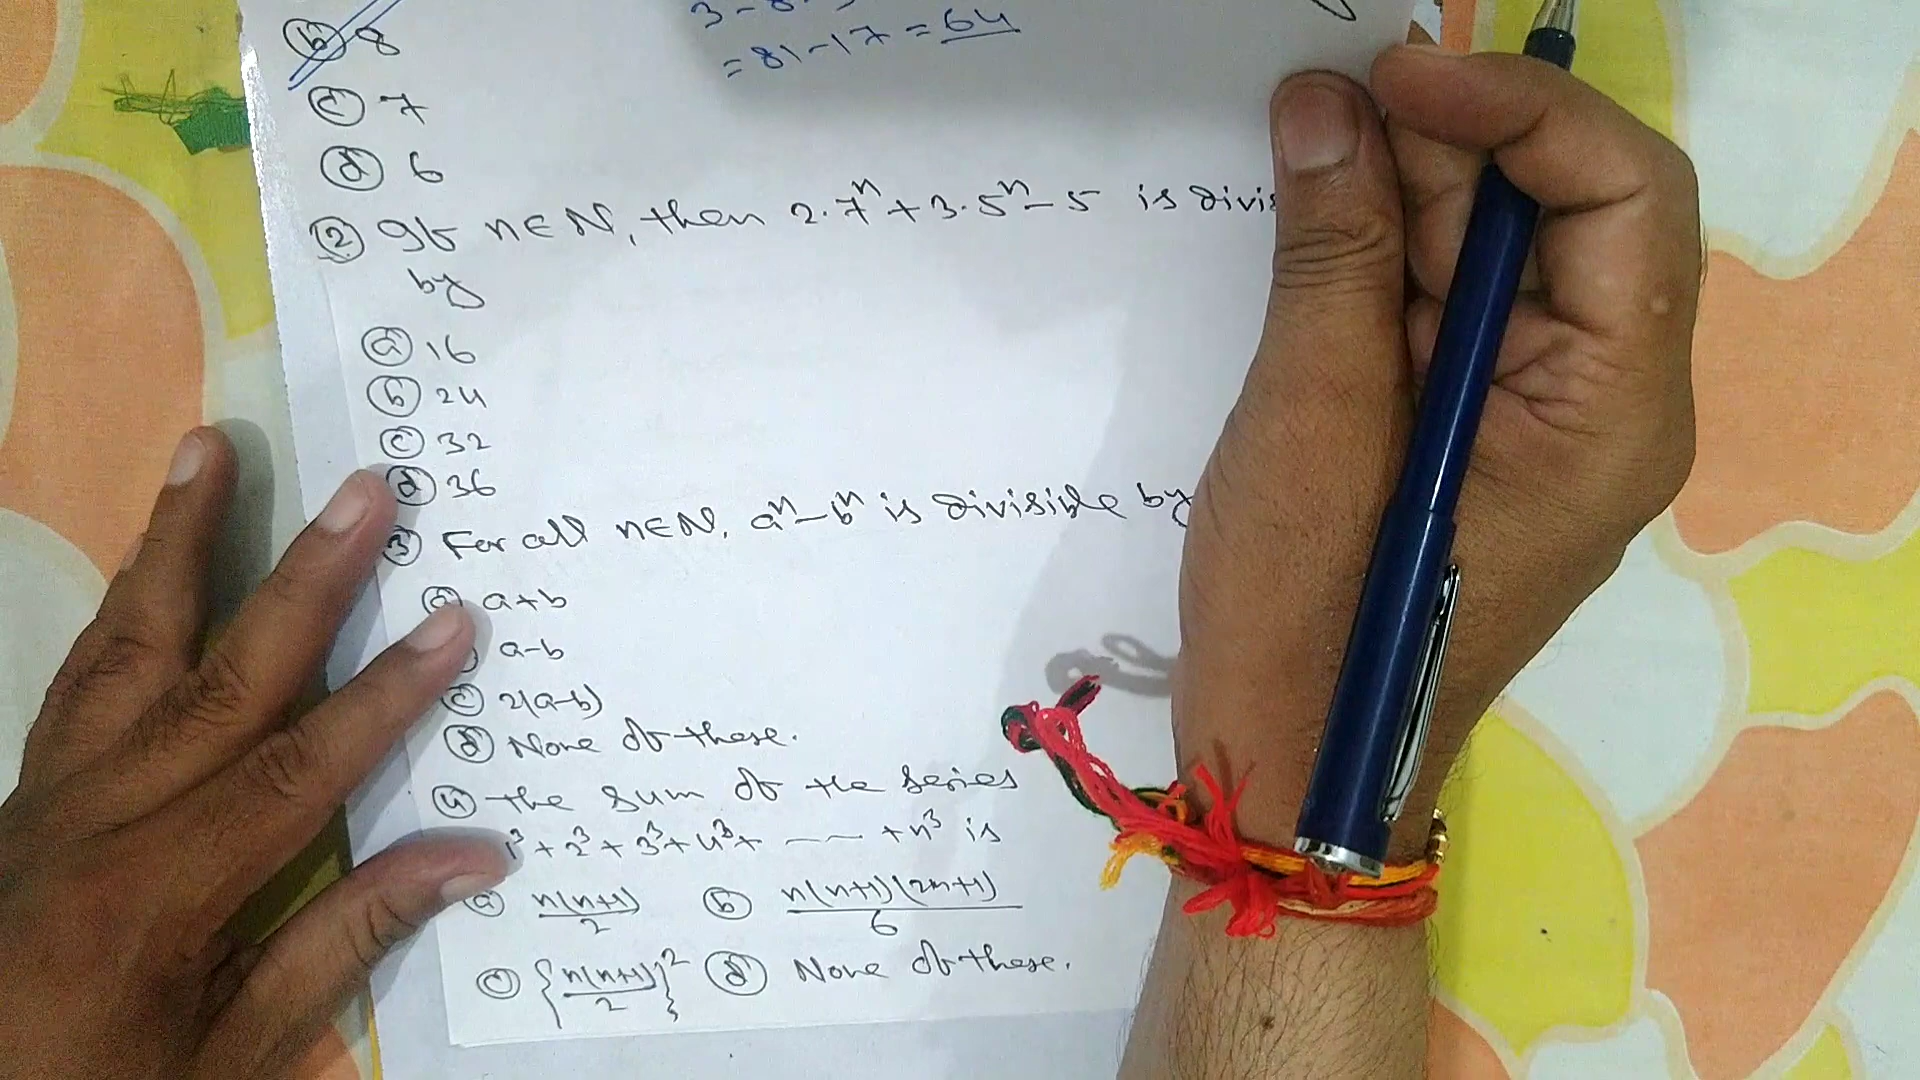 (b) 8
= 81-17 = 64
(c) 7
(d) 6
(2) If n∈N, then 2·7ⁿ+3·5ⁿ-5 is
by
(a) 16
(b) 24
(c) 32
(d) 36
(3) For all n∈N, aⁿ-bⁿ is divisible by
(a) a+b
a-b
(c) 2(a-b)
(d) None of these.
(4) the sum of the series
1³+2³+3³+4³+ ------ +n³ is
(a) n(n+1)/2 (b) n(n+1)(2n+1)/6
(c) {n(n+1)/2}² (d) None of these.